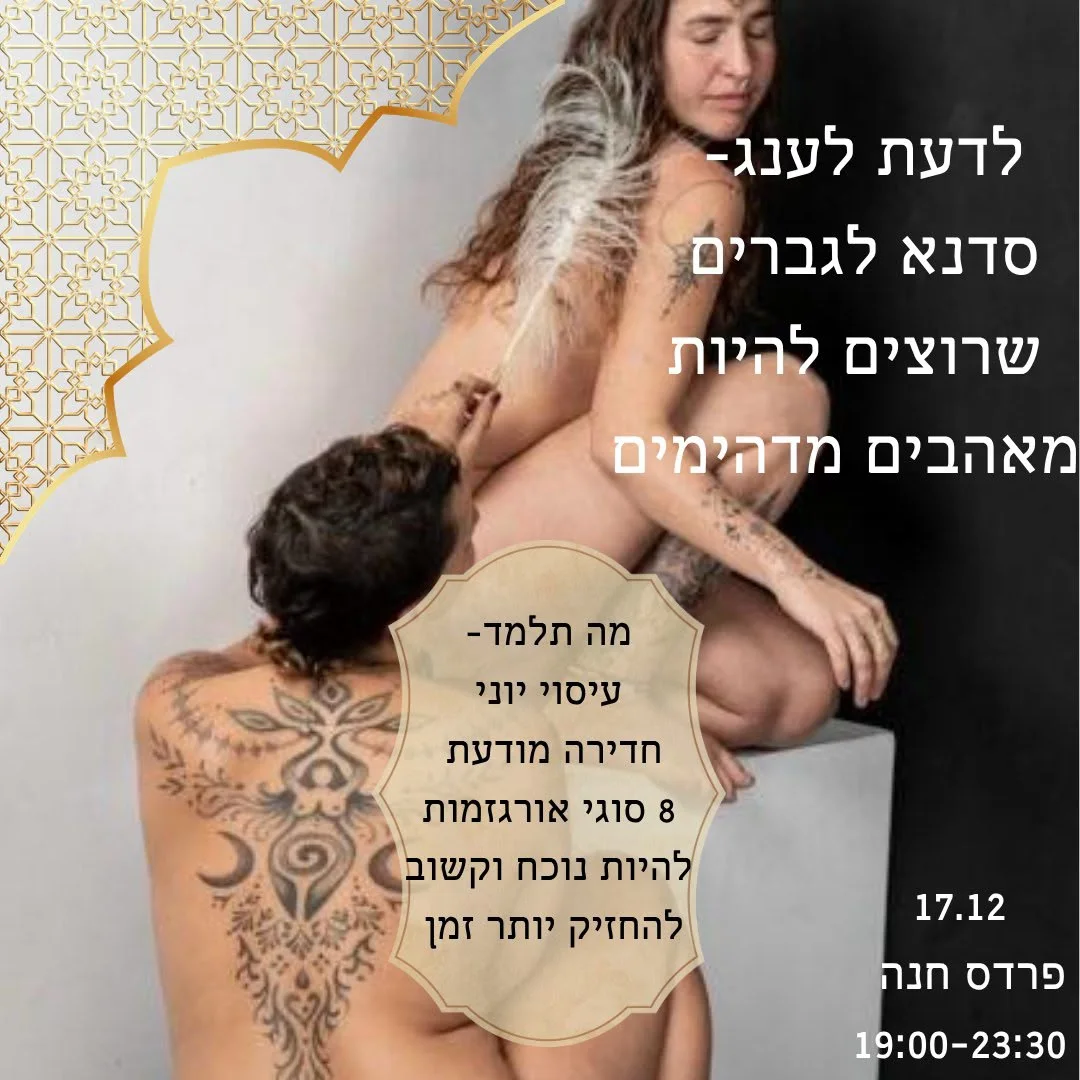 לדעת לענג-
סדנא לגברים
שרוצים להיות
מאהבים מדהימים
מה תלמד-
עיסוי יוני
חדירה מודעת
8 סוגי אורגזמות
להיות נוכח וקשוב
להחזיק יותר זמן
17.12
פרדס חנה
19:00-23:30